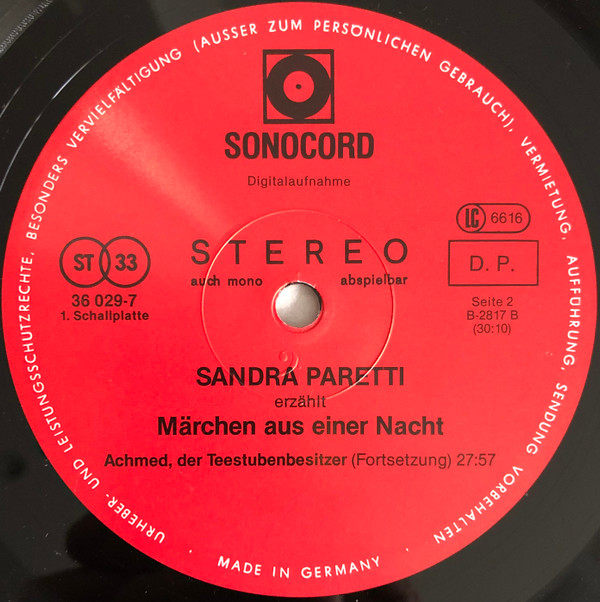 URHEBER- UND LEISTUNGSSCHUTZRECHTE, BESONDERS VERVIELFÄLTIGUNG (AUSSER ZUM PERSÖNLICHEN GEBRAUCH), VERMIETUNG, AUFFÜHRUNG, SENDUNG VORBEHALTEN
SONOCORD
Digitalaufnahme
LC 6616
STEREO
auch mono abspielbar
ST 33
36 029-7
1. Schallplatte
D. P.
Seite 2
B-2817 B
(30:10)
SANDRA PARETTI
erzählt
Märchen aus einer Nacht
Achmed, der Teestubenbesitzer (Fortsetzung) 27:57
· MADE IN GERMANY ·